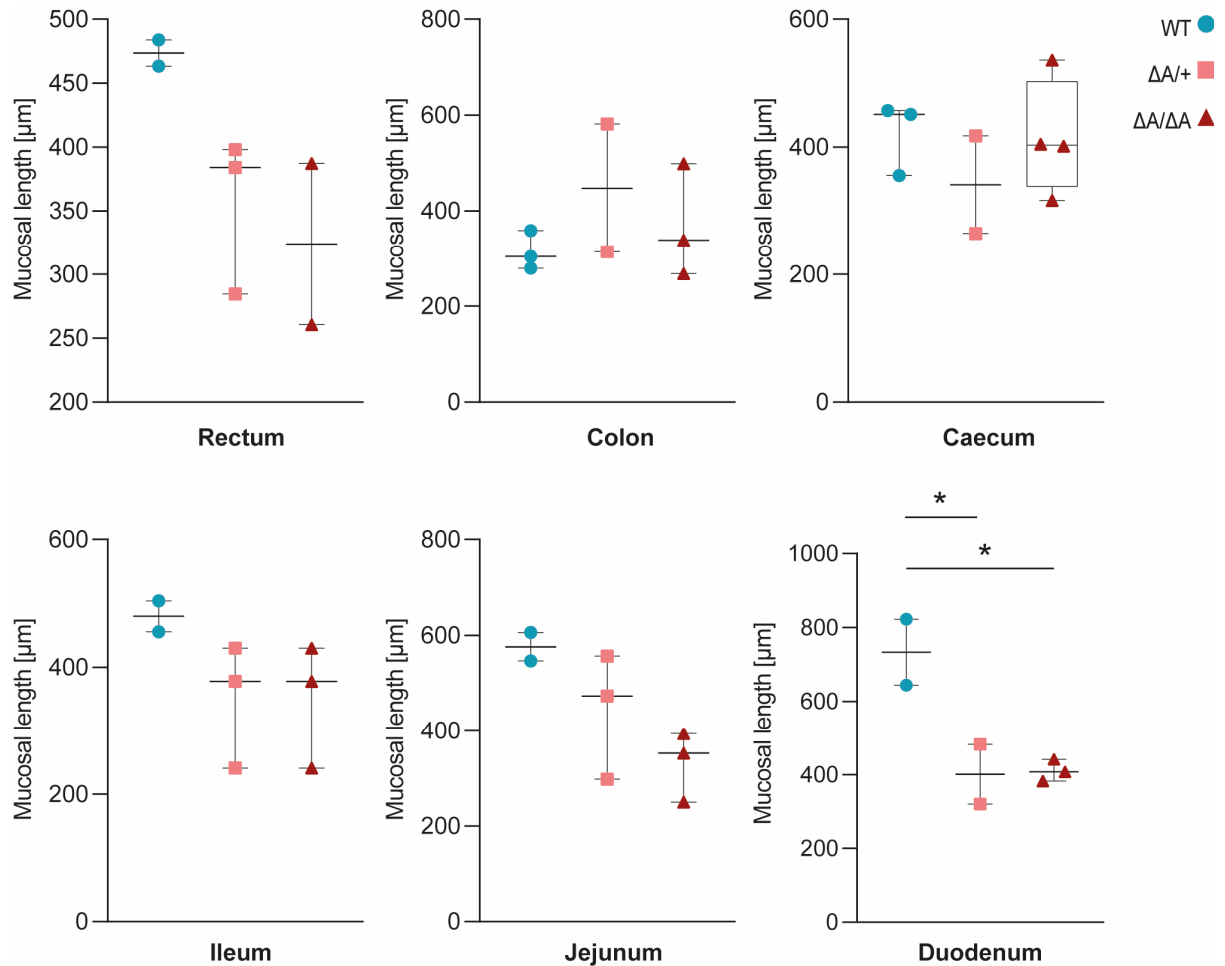 WT
ΔA/+
ΔA/ΔA
Mucosal length [µm]
500
450
400
350
300
250
200
Rectum
Mucosal length [µm]
800
600
400
200
0
Colon
Mucosal length [µm]
600
400
200
0
Caecum
Mucosal length [µm]
600
400
200
0
Ileum
Mucosal length [µm]
800
600
400
200
0
Jejunum
*
*
Mucosal length [µm]
1000
800
600
400
200
0
Duodenum